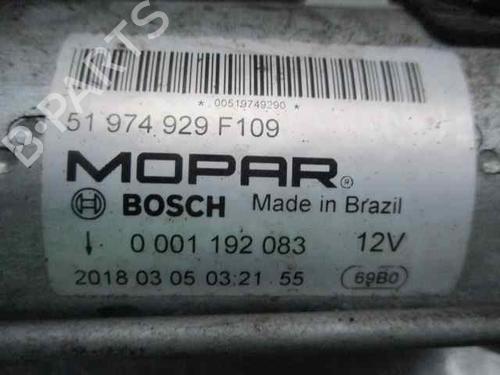 * 00519749290 *
51 974 929 F109
MOPAR®
BOSCH Made in Brazil
0 001 192 083 12V
2018 03 05 03:21 55 69B0
B-PARTS